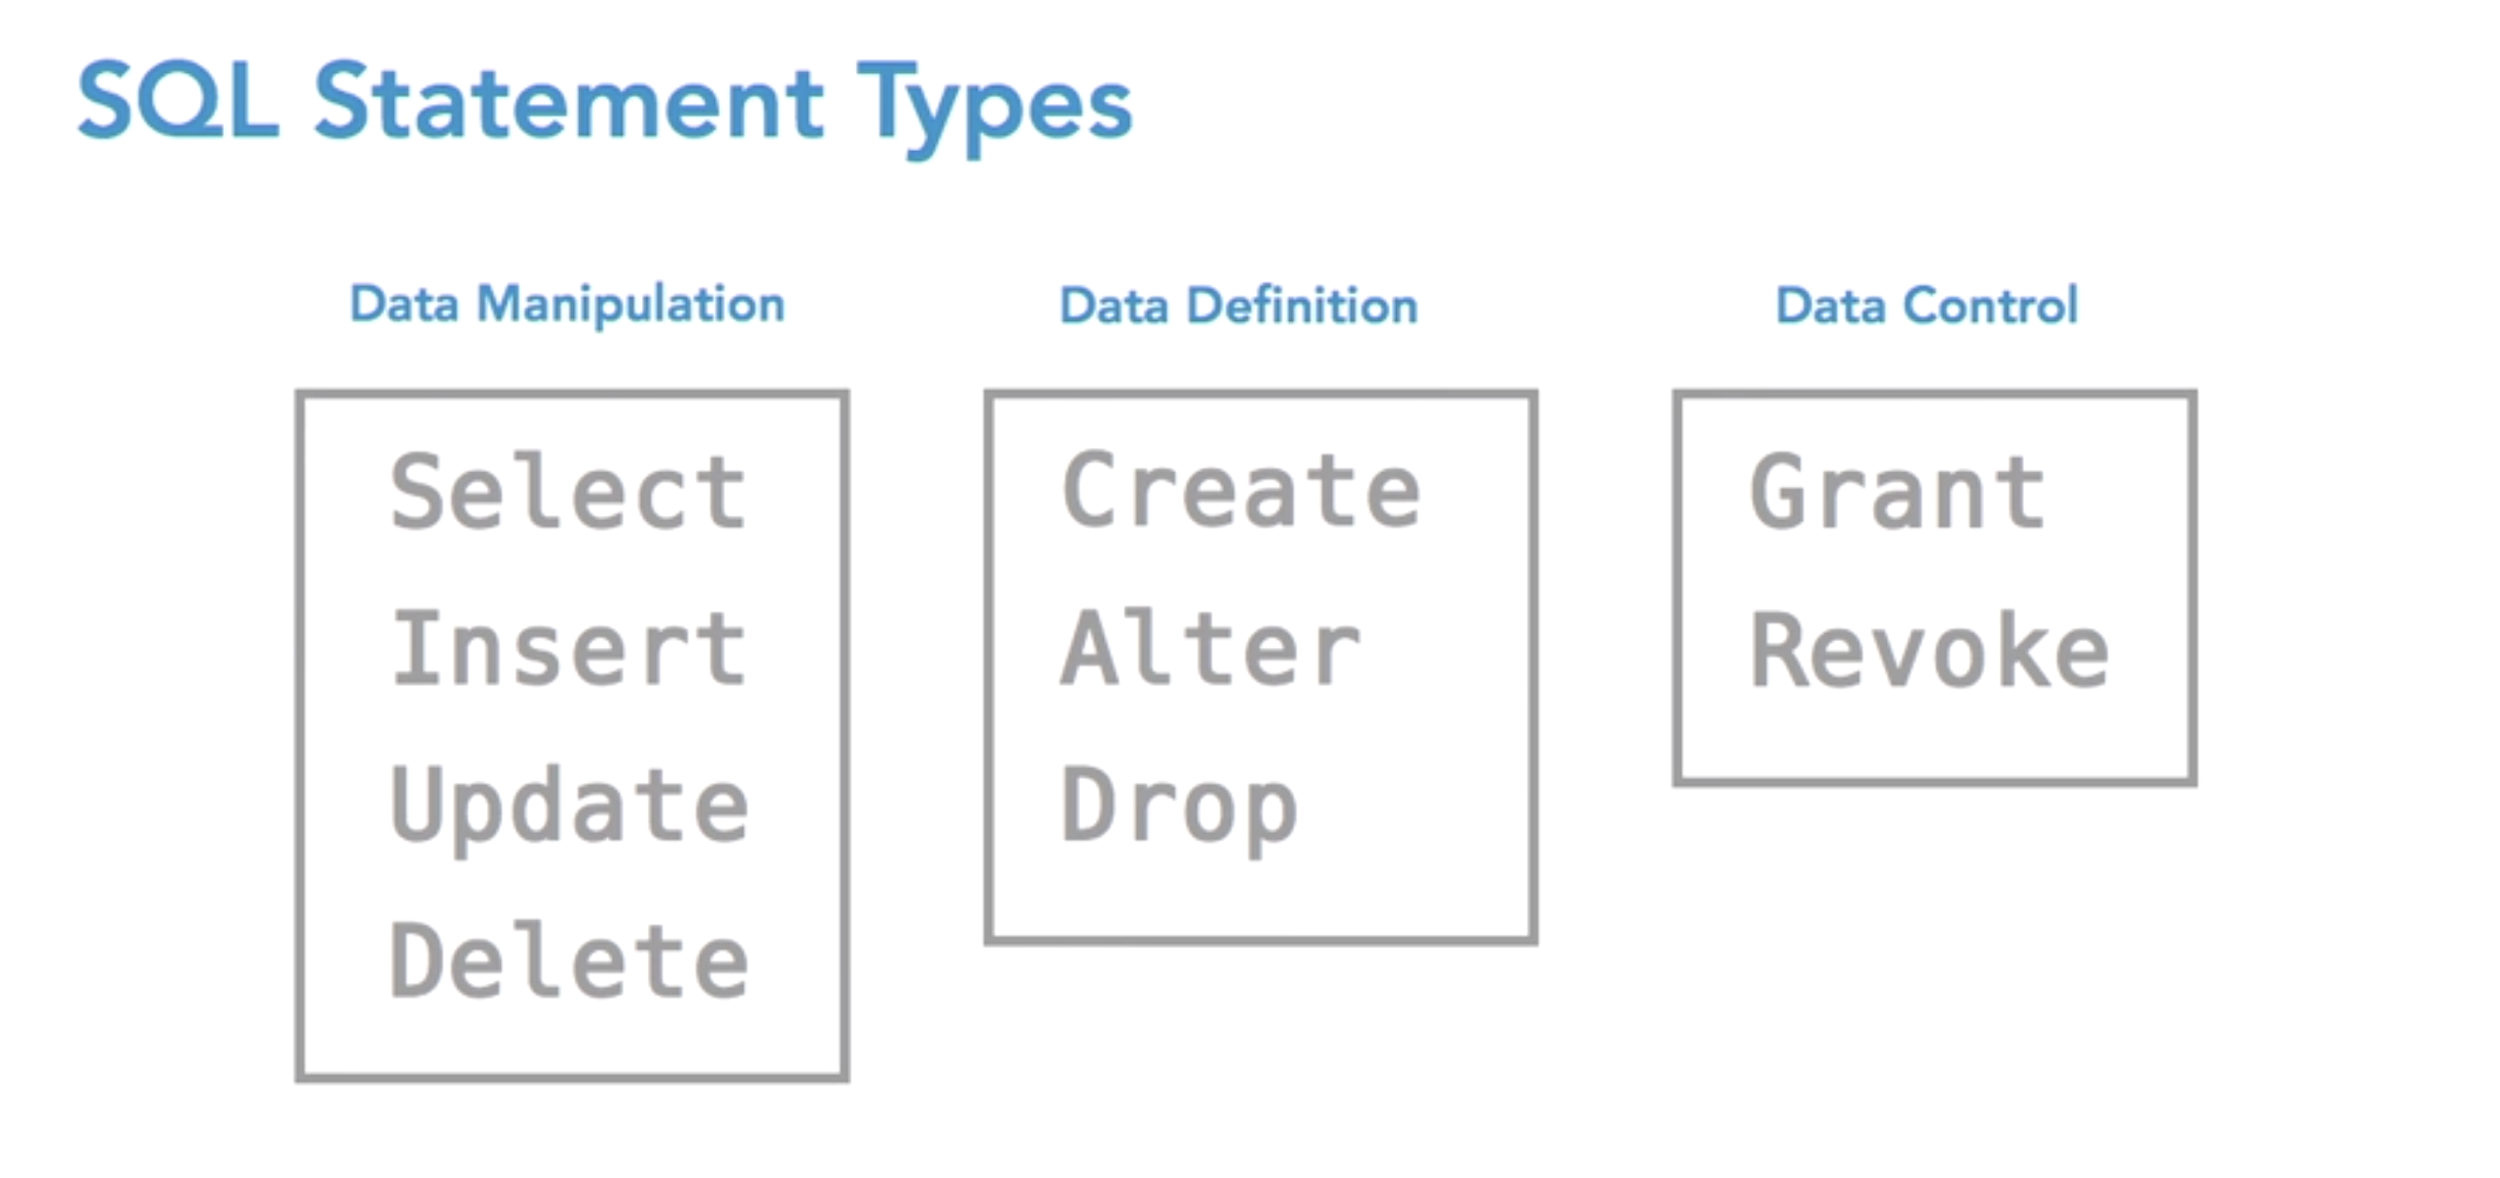 SQL Statement Types
Data Manipulation
Select
Insert
Update
Delete
Data Definition
Create
Alter
Drop
Data Control
Grant
Revoke